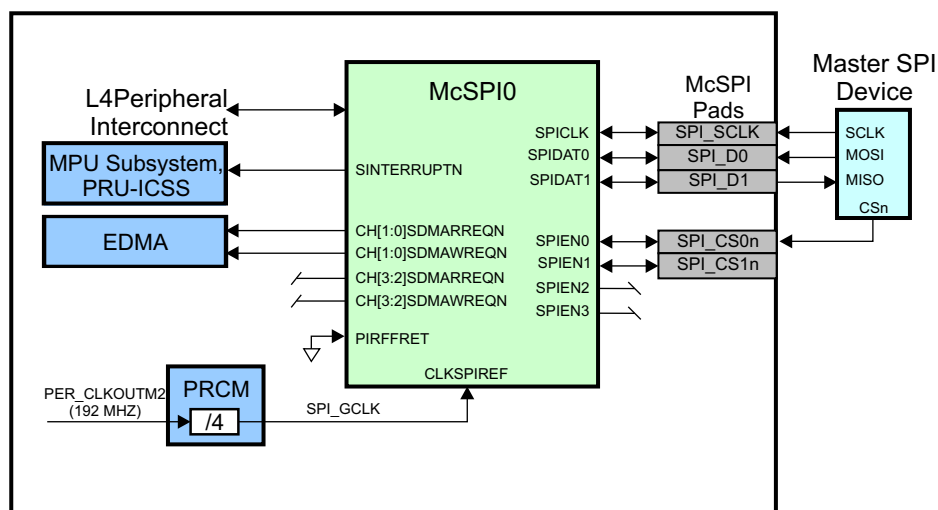 McSPI0
L4Peripheral
Interconnect
MPU Subsystem,
PRU-ICSS
EDMA
SINTERRUPTN
CH[1:0]SDMARREQN
CH[1:0]SDMAWREQN
CH[3:2]SDMARREQN
CH[3:2]SDMAWREQN
PIRFFRET
CLKSPIREF
SPICLK
SPIDAT0
SPIDAT1
SPIEN0
SPIEN1
SPIEN2
SPIEN3
McSPI
Pads
SPI_SCLK
SPI_D0
SPI_D1
SPI_CS0n
SPI_CS1n
Master SPI
Device
SCLK
MOSI
MISO
CSn
PER_CLKOUTM2
(192 MHZ)
PRCM
/4
SPI_GCLK